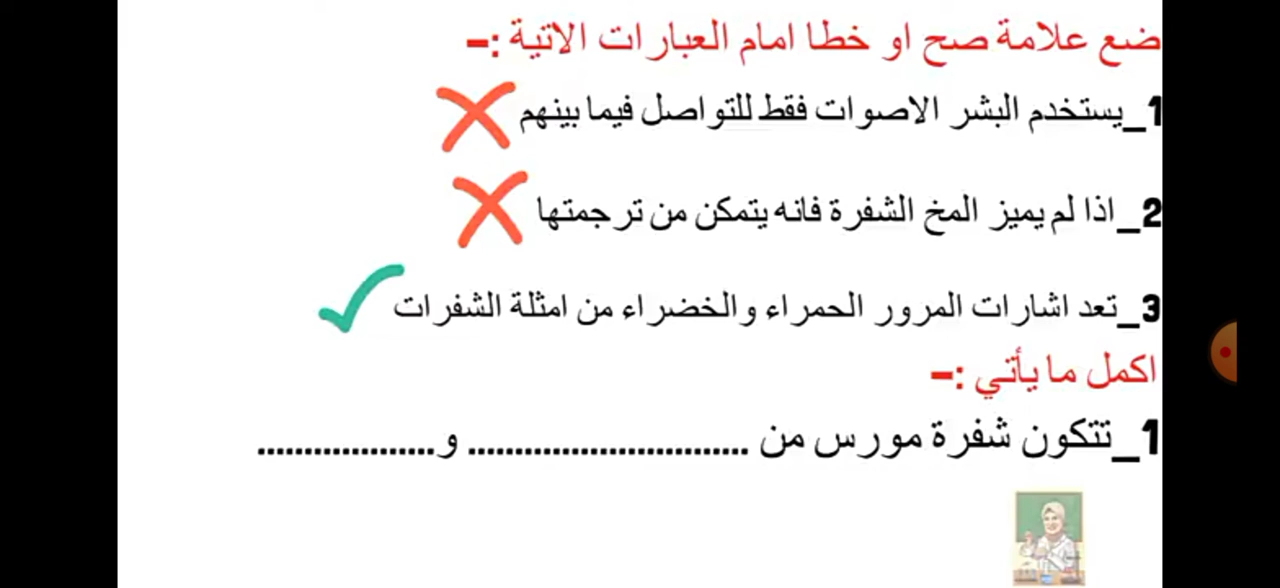 ضع علامة صح او خطا امام العبارات الاتية :-
1_يستخدم البشر الاصوات فقط للتواصل فيما بينهم
2_اذا لم يميز المخ الشفرة فانه يتمكن من ترجمتها
3_تعد اشارات المرور الحمراء والخضراء من امثلة الشفرات
اكمل ما يأتي :-
1_تتكون شفرة مورس من .............................. و...................